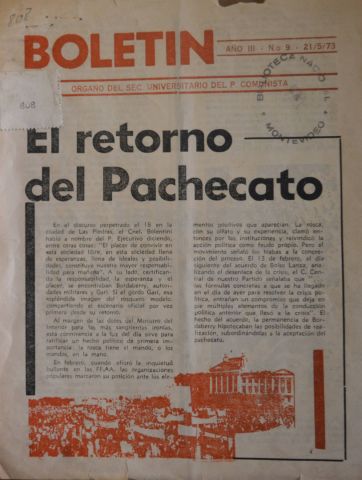 808
BOLETIN
AÑO III - No 9 - 21/5/73
ORGANO DEL SEC. UNIVERSITARIO DEL P. COMUNISTA
BIBLIOTECA NACIONAL
MONTEVIDEO
808
El retorno
del Pachecato
En el discurso perpetrado el 18 en la
ciudad de Las Piedras, el Cnel. Bolentini
habló a nombre del P. Ejecutivo diciendo,
entre otras cosas: "El placer de convivir en
esta sociedad libre, en esta sociedad llena
de esperanzas, llena de ideales y posibili-
dades, constituye nuestra mayor responsabi-
lidad para mañana". A su lado, certifican-
do la responsabilidad, la esperanza y el
placer, se encontraban Bordaberry, autori-
dades militares y Gari. Sí el gordo Gari, esa
espléndida imagen del rosquero modelo,
compartiendo el escenario oficial por vez
primera desde su retorno.
Al margen de las dotes del Ministro del
Interior para las más sangrientas ironías,
esta convivencia a la luz del día sirve para
ratificar un hecho político de primera im-
portancia: la rosca tiene el mando, o los
mandos, en la mano.
En febrero, cuando afloró la inquietud
bullente en las FF.AA. las organizaciones
populares marcaron su posición ante los ele-
mentos positivos que aparecían. La rosca,
con su olfato y su experiencia, clamó en-
tonces por las instituciones y reivindicó la
acción política como feudo propio. Pero el
movimiento señaló las trabas a la concre-
ción del proceso. El 13 de febrero, al día
siguiente del acuerdo de Boiso Lanza, ana-
lizando el desenlace de la crisis, el C. Cen-
tral de nuestro Partido señalaba que "...
las fórmulas concretas a que se ha llegado
en el día de ayer para resolver la crisis po-
lítica, entrañan un compromiso que deja en
pie múltiples elementos de la conducción
política anterior que llevó a la crisis". El
hecho del acuerdo, la permanencia de Bor-
daberry hipotecaban las posibilidades de rea-
lización, subordinándolas a la aceptación del
pachecato.